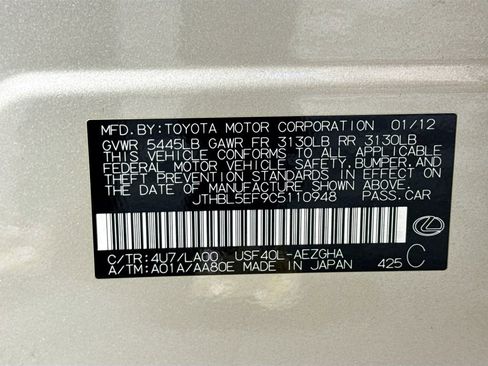 MFD.BY:TOYOTA MOTOR CORPORATION 01/12
GVWR 5445LB GAWR FR 3130LB RR 3130LB
THIS VEHICLE CONFORMS TO ALL APPLICABLE
FEDERAL MOTOR VEHICLE SAFETY,BUMPER,AND
THEFT PREVENTION STANDARDS IN EFFECT ON
THE DATE OF MANUFACTURE SHOWN ABOVE.
JTHBL5EF9C5110948 PASS.CAR
C/TR:4U7/LA00 USF40L-AEZGHA
A/TM:A01A/AA80E MADE IN JAPAN 425 C